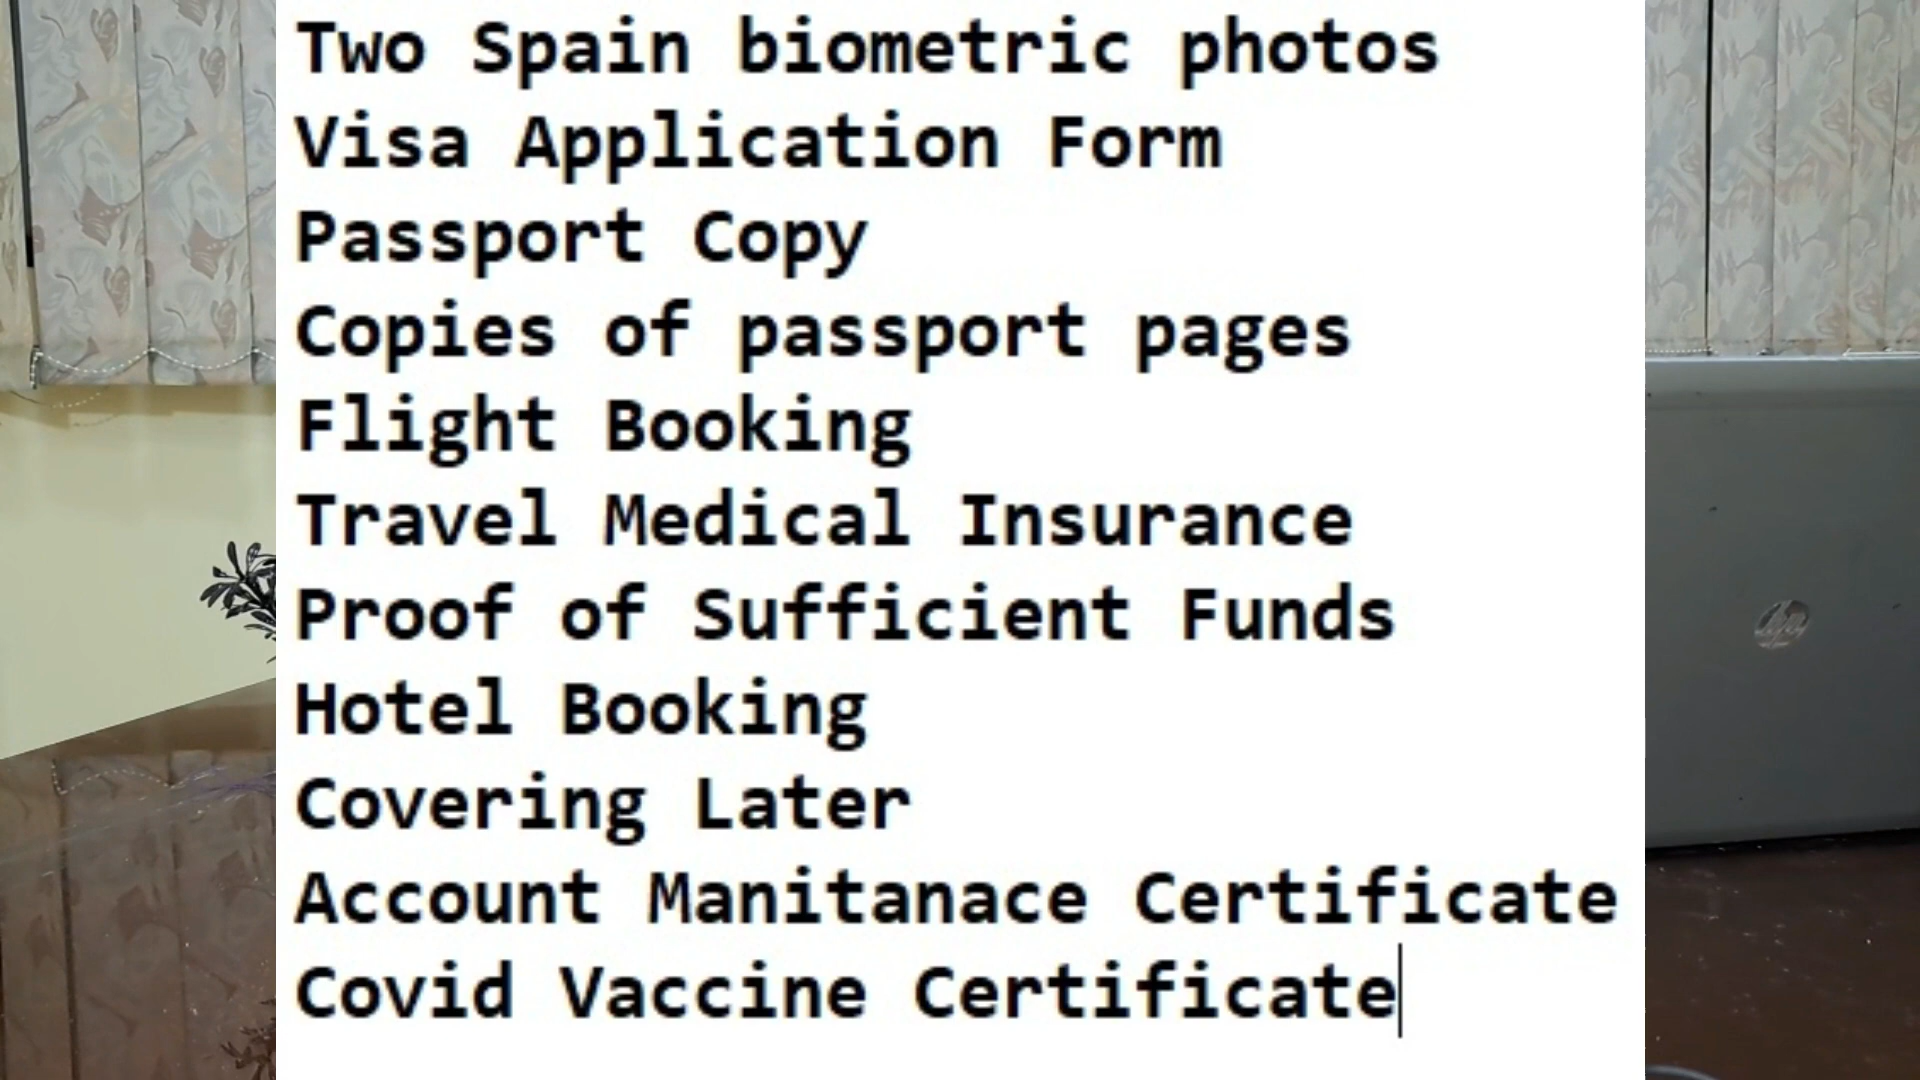 Two Spain biometric photos
Visa Application Form
Passport Copy
Copies of passport pages
Flight Booking
Travel Medical Insurance
Proof of Sufficient Funds
Hotel Booking
Covering Later
Account Manitanace Certificate
Covid Vaccine Certificate
hp